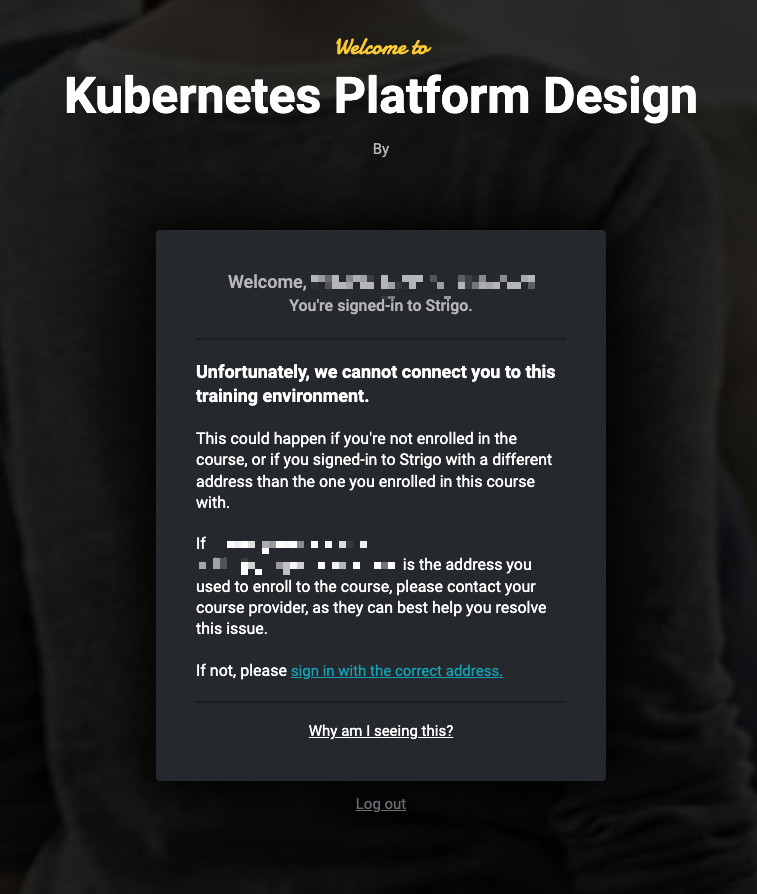 Welcome to
Kubernetes Platform Design
By
Welcome,
You're signed-in to Strigo.
Unfortunately, we cannot connect you to this
training environment.
This could happen if you're not enrolled in the
course, or if you signed-in to Strigo with a different
address than the one you enrolled in this course
with.
If
is the address you
used to enroll to the course, please contact your
course provider, as they can best help you resolve
this issue.
If not, please sign in with the correct address.
Why am I seeing this?
Log out